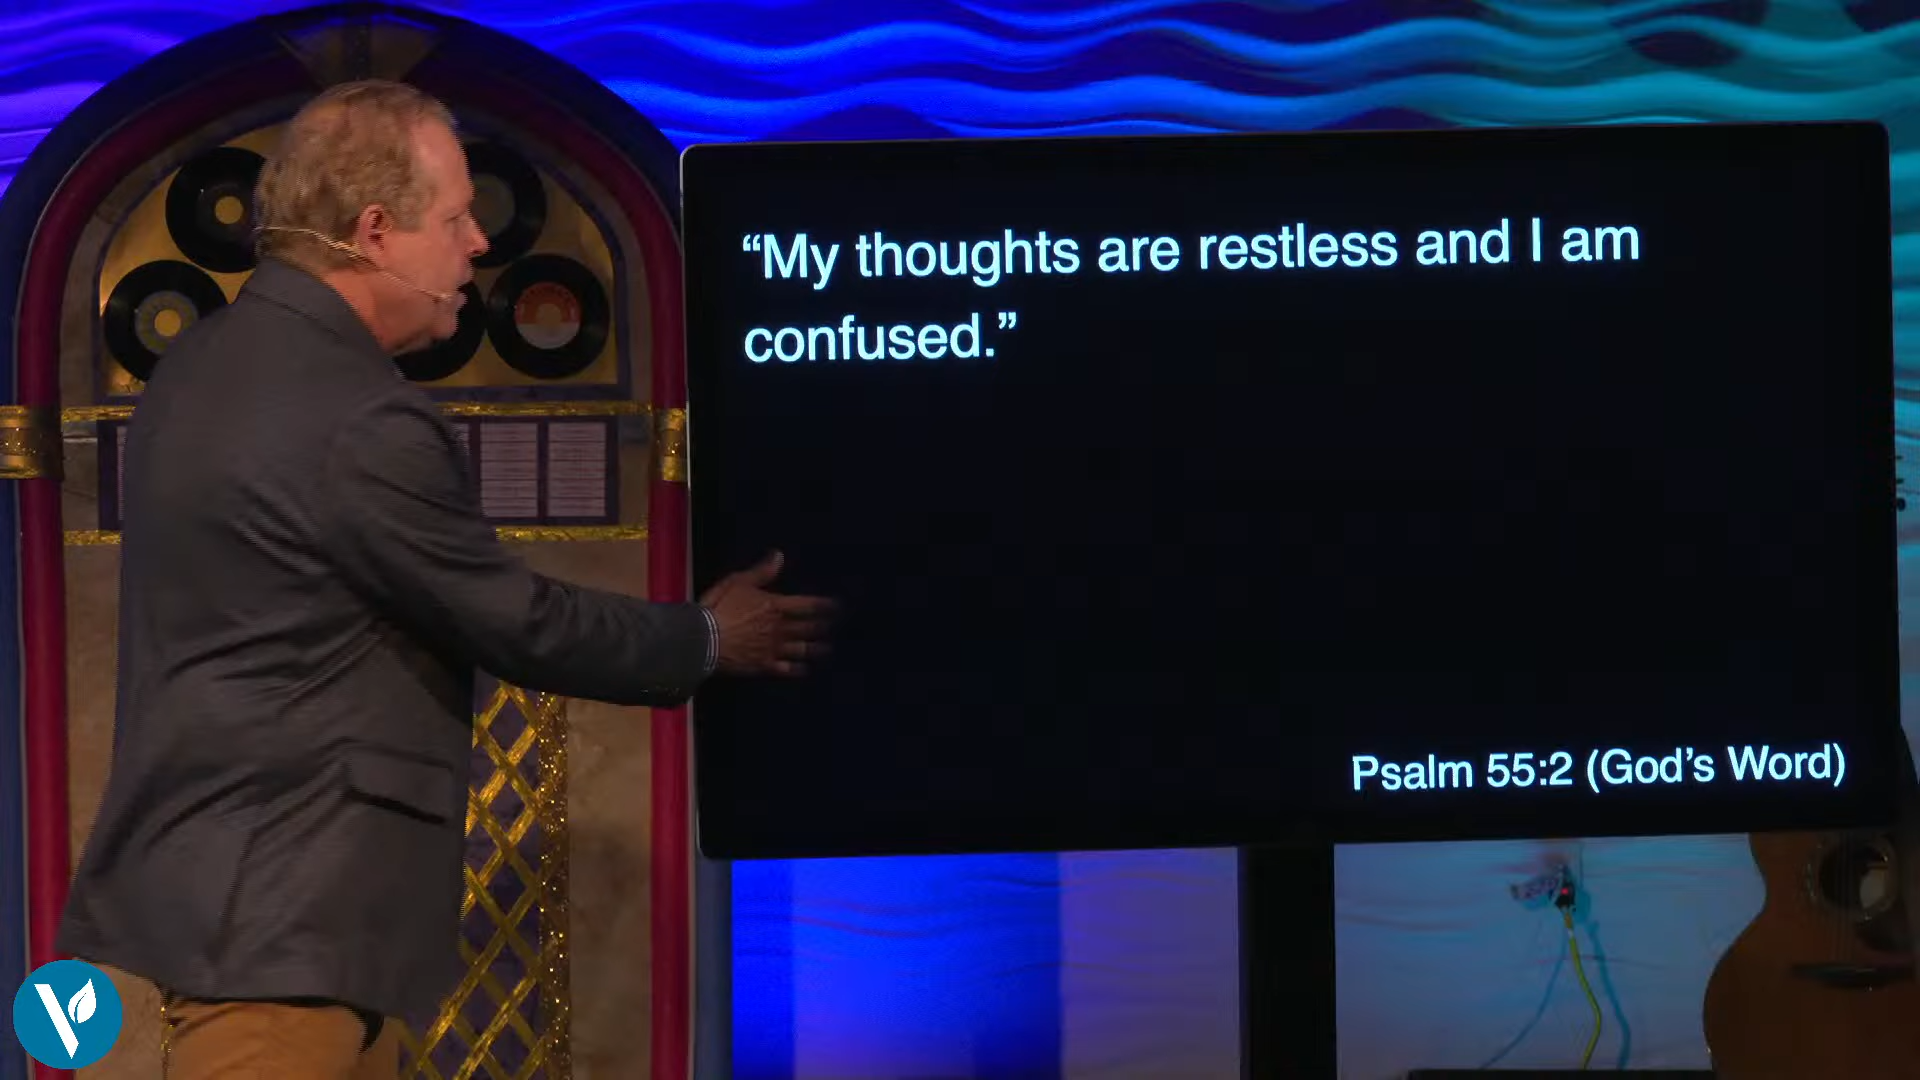 “My thoughts are restless and I am
confused.”
Psalm 55:2 (God’s Word)